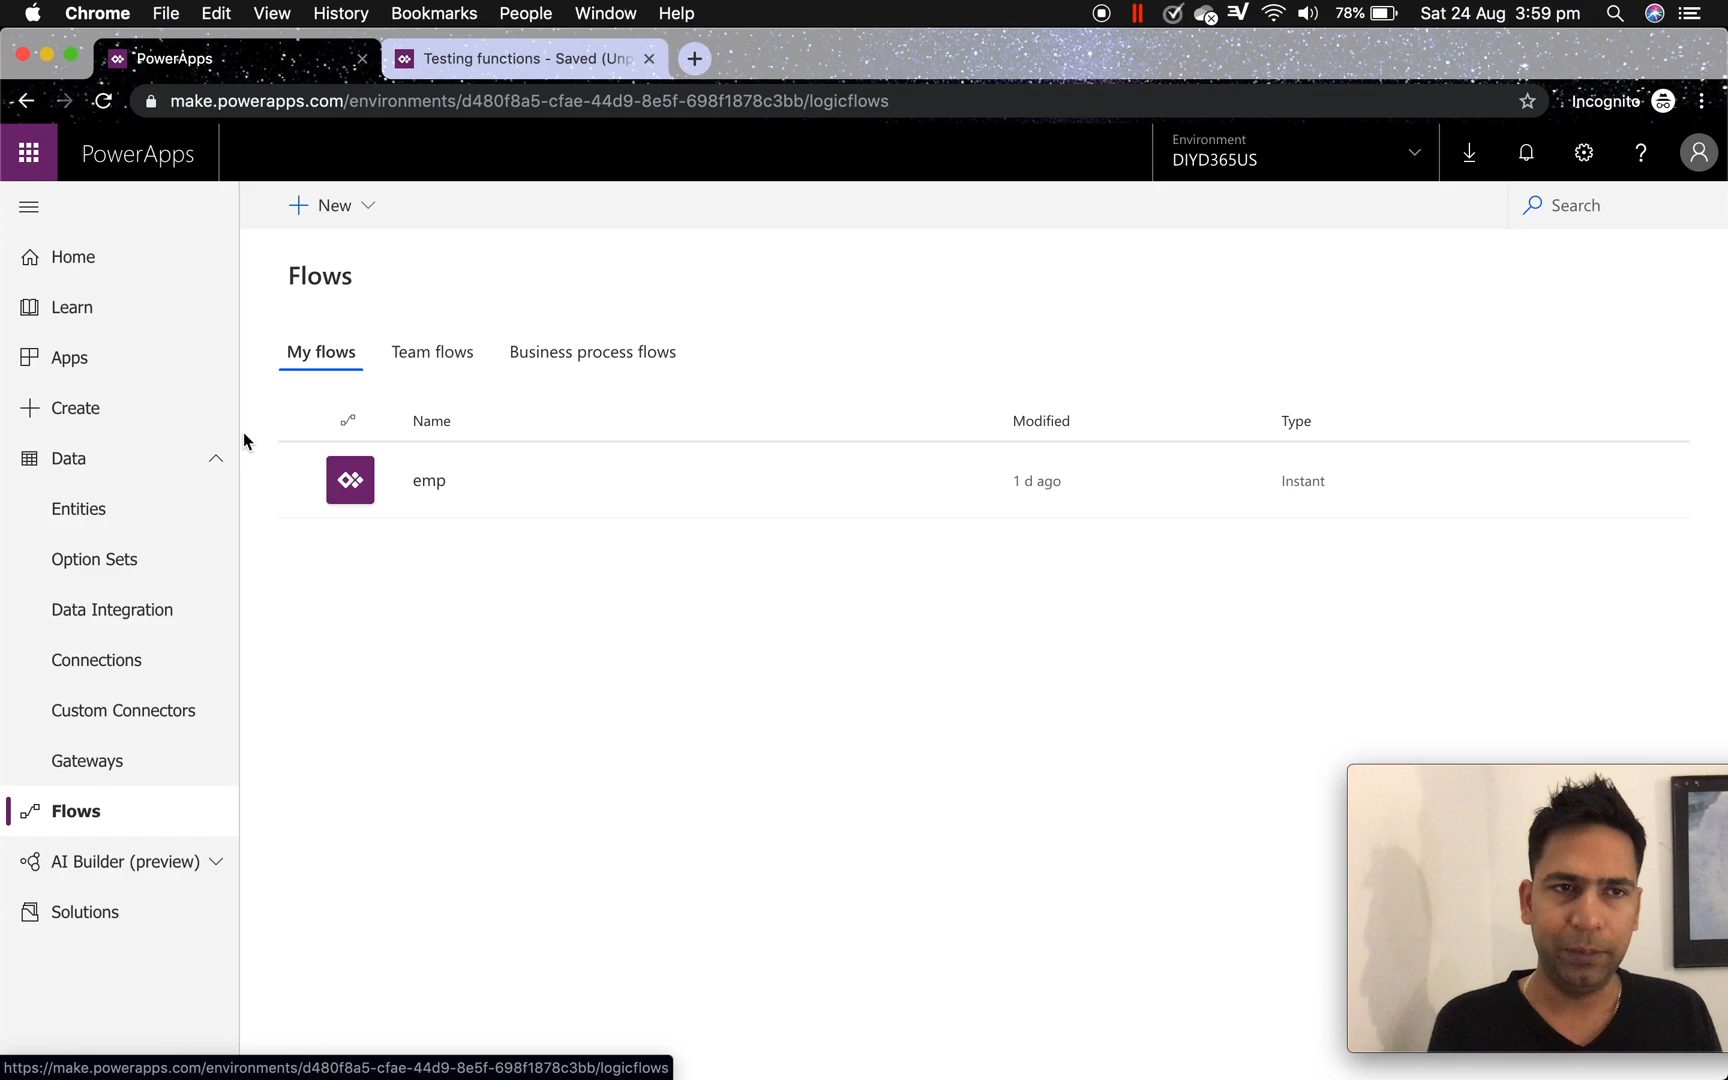 Chrome File Edit View History Bookmarks People Window Help 78% Sat 24 Aug 3:59 pm
PowerApps Testing functions - Saved (Unp
make.powerapps.com/environments/d480f8a5-cfae-44d9-8e5f-698f1878c3bb/logicflows Incognito
PowerApps
Environment
DIYD365US
New
Search
Home
Learn
Apps
Create
Data
Entities
Option Sets
Data Integration
Connections
Custom Connectors
Gateways
Flows
AI Builder (preview)
Solutions
Flows
My flows Team flows Business process flows
Name Modified Type
emp 1 d ago Instant
https://make.powerapps.com/environments/d480f8a5-cfae-44d9-8e5f-698f1878c3bb/logicflows